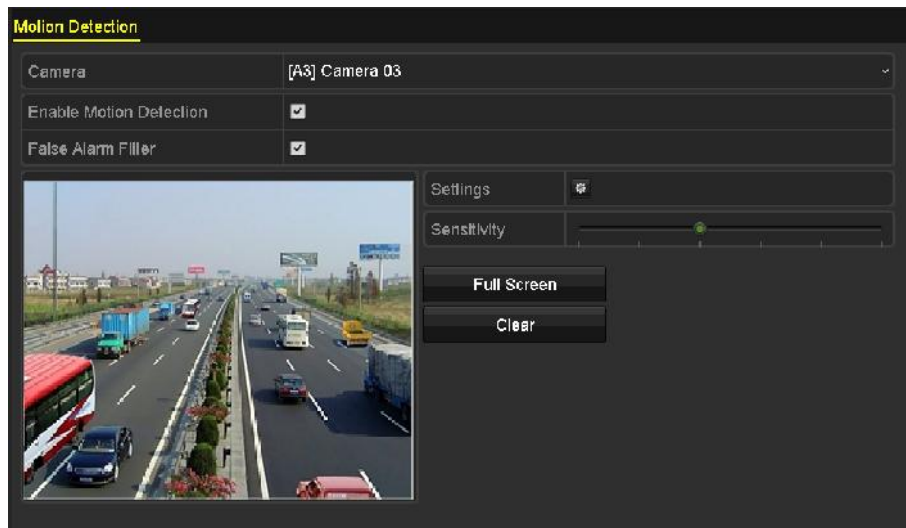 Motion Detection
Camera
[A3] Camera 03
Enable Motion Detection
False Alarm Filter
Settings
Sensitivity
Full Screen
Clear